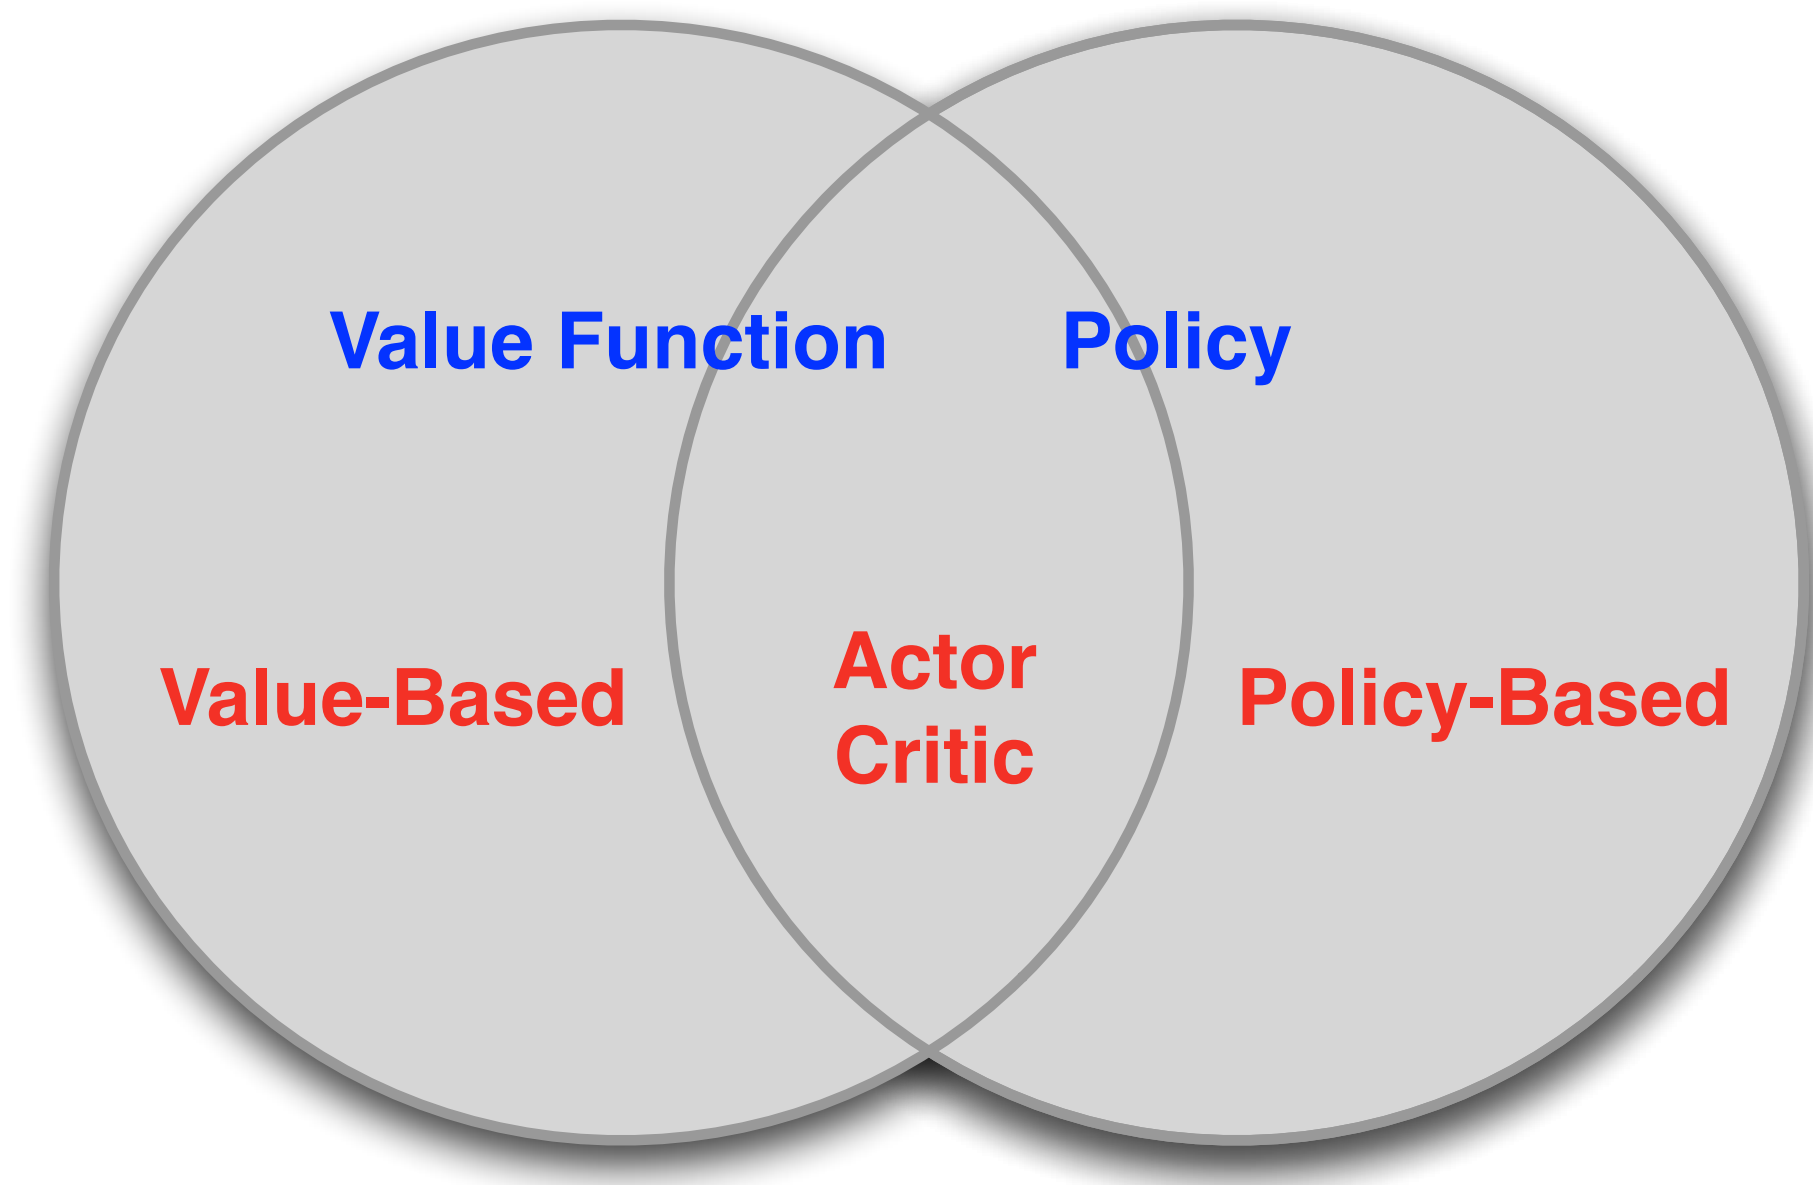 Value Function
Policy
Value-Based
Actor
Critic
Policy-Based